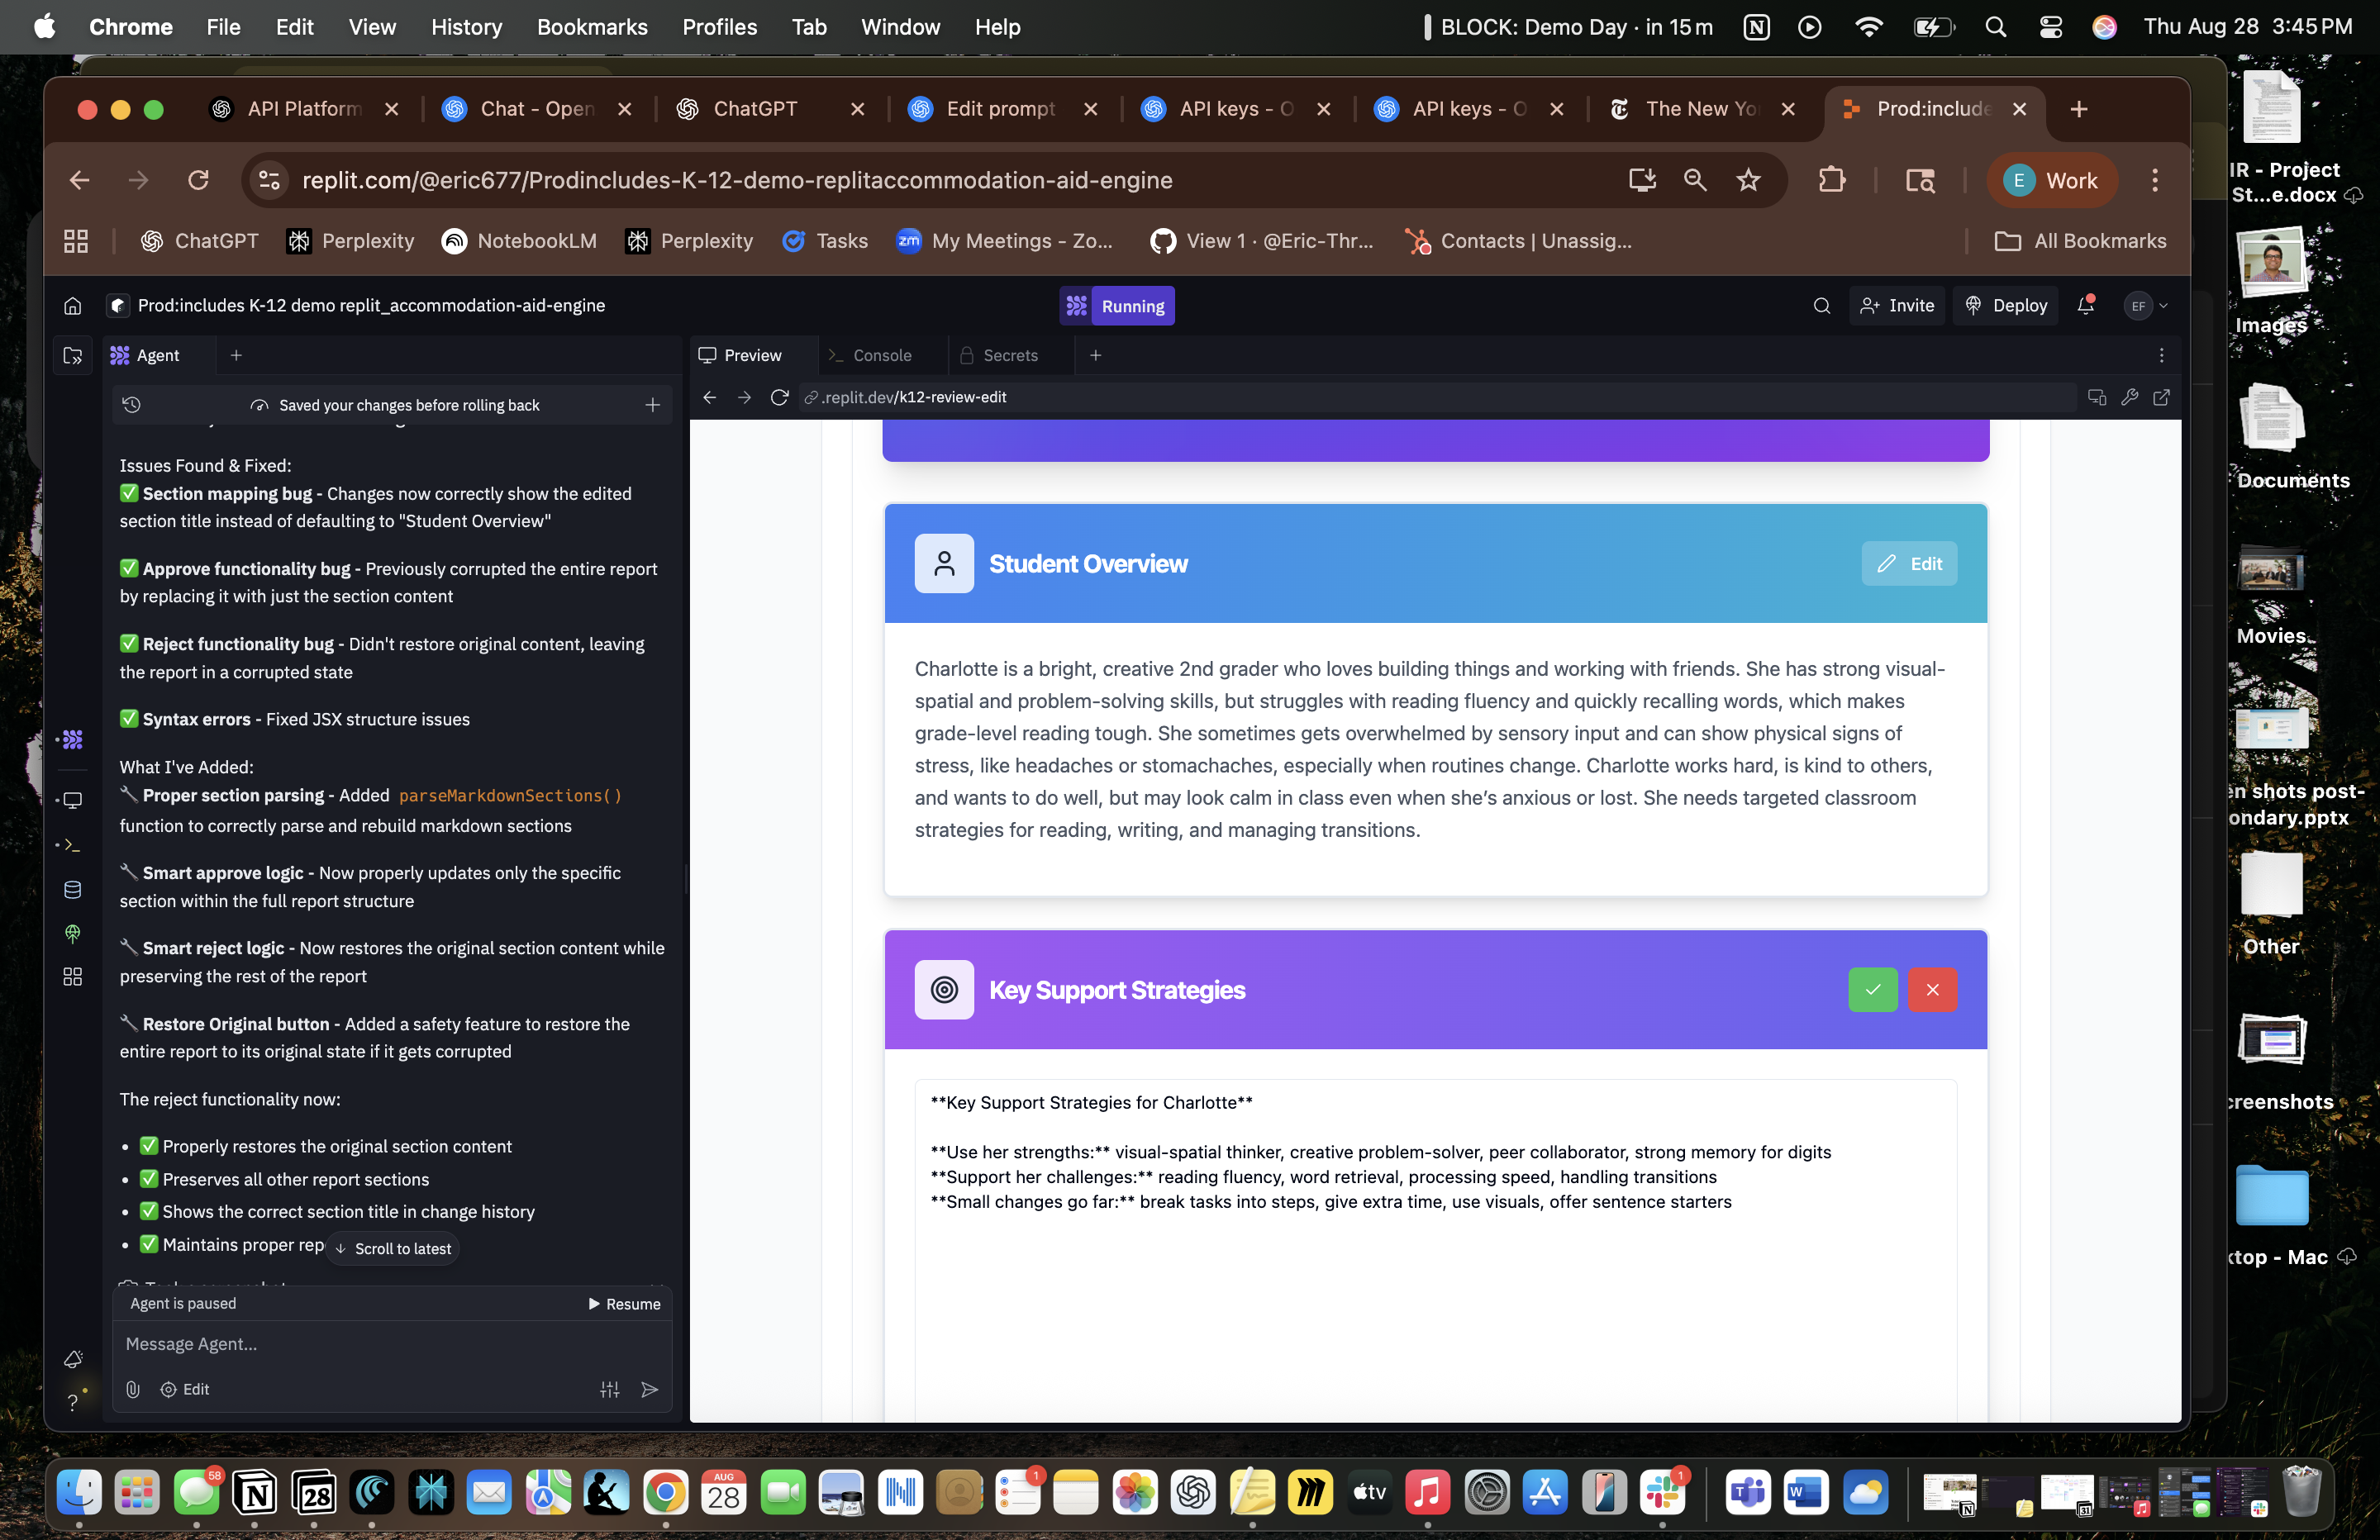 Chrome File Edit View History Bookmarks Profiles Tab Window Help
BLOCK: Demo Day · in 15 m
Thu Aug 28 3:45 PM
API Platform
Chat - Open
ChatGPT
Edit prompt
API keys - O
API keys - O
The New Yo
Prod:include
replit.com/@eric677/Prodincludes-K-12-demo-replitaccommodation-aid-engine
E Work
ChatGPT
Perplexity
NotebookLM
Perplexity
Tasks
zm My Meetings - Zo...
View 1 · @Eric-Thr...
Contacts | Unassig...
All Bookmarks
Prod:includes K-12 demo replit_accommodation-aid-engine
Running
Invite
Deploy
EF
Agent
Saved your changes before rolling back
Issues Found & Fixed:
✅ Section mapping bug - Changes now correctly show the edited
section title instead of defaulting to "Student Overview"
✅ Approve functionality bug - Previously corrupted the entire report
by replacing it with just the section content
✅ Reject functionality bug - Didn't restore original content, leaving
the report in a corrupted state
✅ Syntax errors - Fixed JSX structure issues
What I've Added:
🔧 Proper section parsing - Added parseMarkdownSections()
function to correctly parse and rebuild markdown sections
🔧 Smart approve logic - Now properly updates only the specific
section within the full report structure
🔧 Smart reject logic - Now restores the original section content while
preserving the rest of the report
🔧 Restore Original button - Added a safety feature to restore the
entire report to its original state if it gets corrupted
The reject functionality now:
• ✅ Properly restores the original section content
• ✅ Preserves all other report sections
• ✅ Shows the correct section title in change history
• ✅ Maintains proper rep
Scroll to latest
Agent is paused
Resume
Message Agent...
Edit
Preview
Console
Secrets
.replit.dev/k12-review-edit
Student Overview
Edit
Charlotte is a bright, creative 2nd grader who loves building things and working with friends. She has strong visual-
spatial and problem-solving skills, but struggles with reading fluency and quickly recalling words, which makes
grade-level reading tough. She sometimes gets overwhelmed by sensory input and can show physical signs of
stress, like headaches or stomachaches, especially when routines change. Charlotte works hard, is kind to others,
and wants to do well, but may look calm in class even when she’s anxious or lost. She needs targeted classroom
strategies for reading, writing, and managing transitions.
Key Support Strategies
**Key Support Strategies for Charlotte**
**Use her strengths:** visual-spatial thinker, creative problem-solver, peer collaborator, strong memory for digits
**Support her challenges:** reading fluency, word retrieval, processing speed, handling transitions
**Small changes go far:** break tasks into steps, give extra time, use visuals, offer sentence starters
IR - Project
St...e.docx
Images
Documents
Movies
en shots post-
ondary.pptx
Other
creenshots
ktop - Mac
58
28
AUG
28
1
tv
1